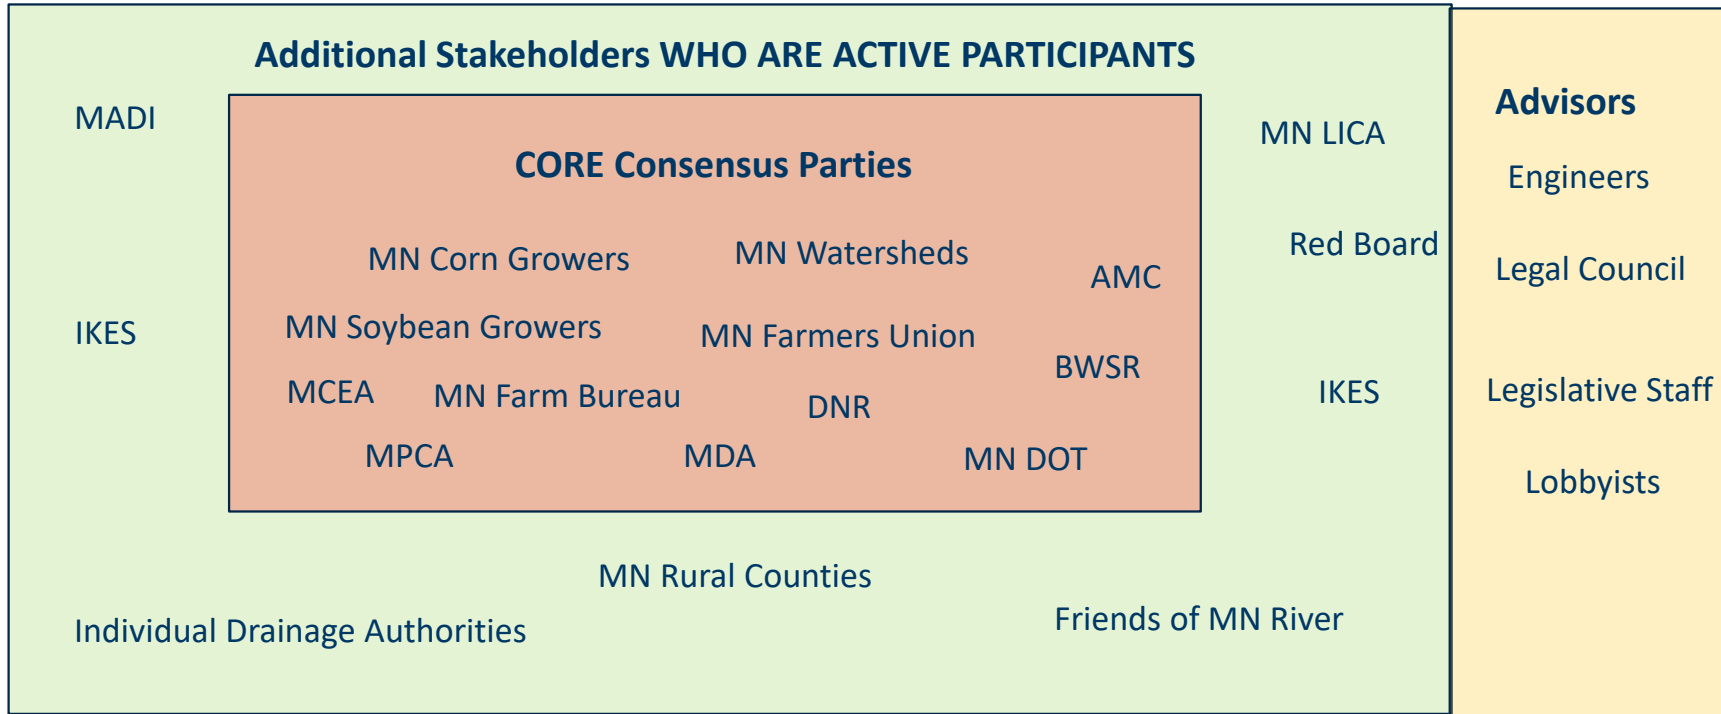 Additional Stakeholders WHO ARE ACTIVE PARTICIPANTS
MADI
IKES
CORE Consensus Parties
MN Corn Growers
MN Watersheds
AMC
MN Soybean Growers
MN Farmers Union
BWSR
MCEA
MN Farm Bureau
DNR
MPCA
MDA
MN DOT
MN LICA
Red Board
IKES
MN Rural Counties
Individual Drainage Authorities
Friends of MN River
Advisors
Engineers
Legal Council
Legislative Staff
Lobbyists